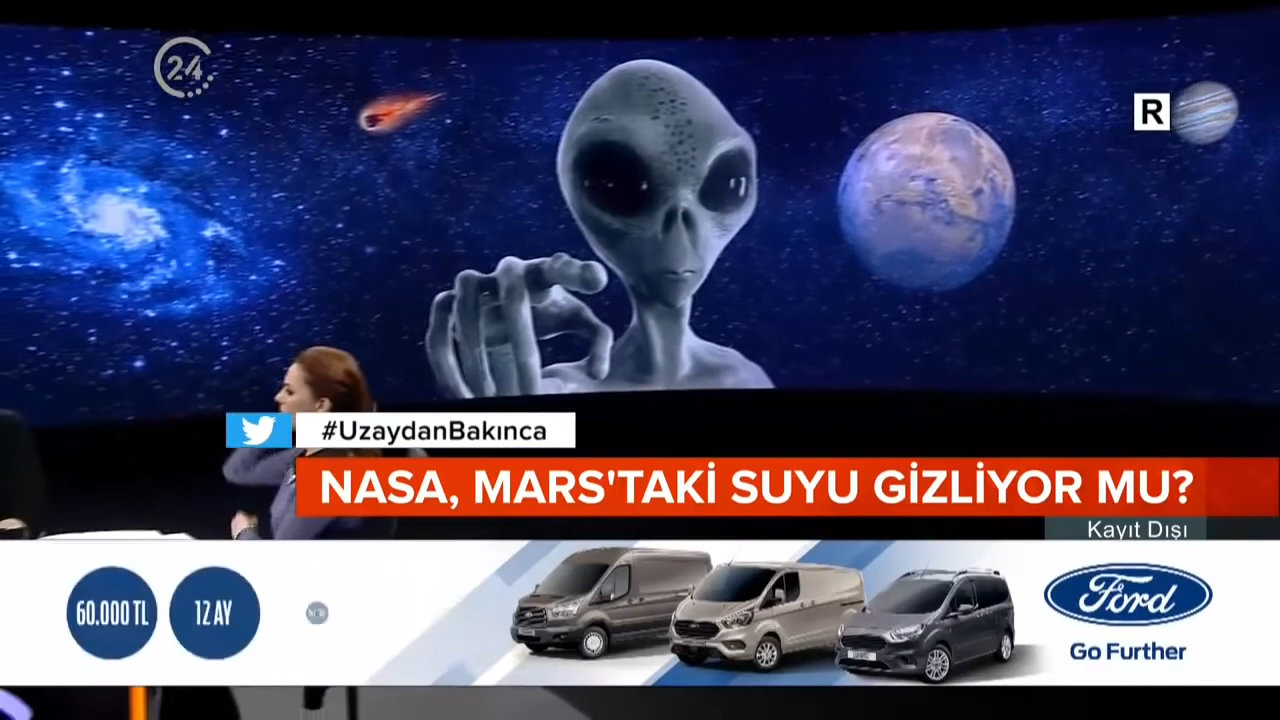 24
R
#UzaydanBakınca
NASA, MARS'TAKİ SUYU GİZLİYOR MU?
Kayıt Dışı
60.000 TL
12 AY
Ford
Go Further